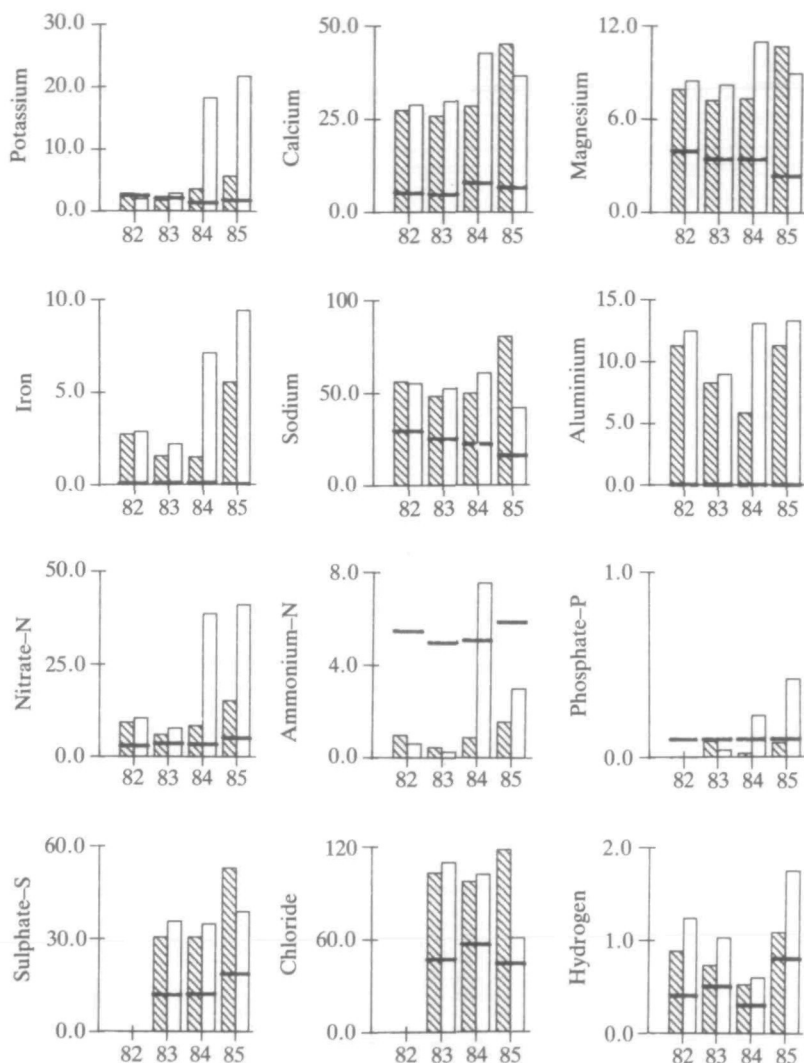 Potassium
30.0
20.0
10.0
0.0
82 83 84 85
Calcium
50.0
25.0
0.0
82 83 84 85
Magnesium
12.0
6.0
0.0
82 83 84 85
Iron
10.0
5.0
0.0
82 83 84 85
Sodium
100
50.0
0.0
82 83 84 85
Aluminium
15.0
10.0
5.0
0.0
82 83 84 85
Nitrate–N
50.0
25.0
0.0
82 83 84 85
Ammonium–N
8.0
4.0
0.0
82 83 84 85
Phosphate–P
1.0
0.0
82 83 84 85
Sulphate–S
60.0
30.0
0.0
82 83 84 85
Chloride
120
60.0
0.0
82 83 84 85
Hydrogen
2.0
1.0
0.0
82 83 84 85